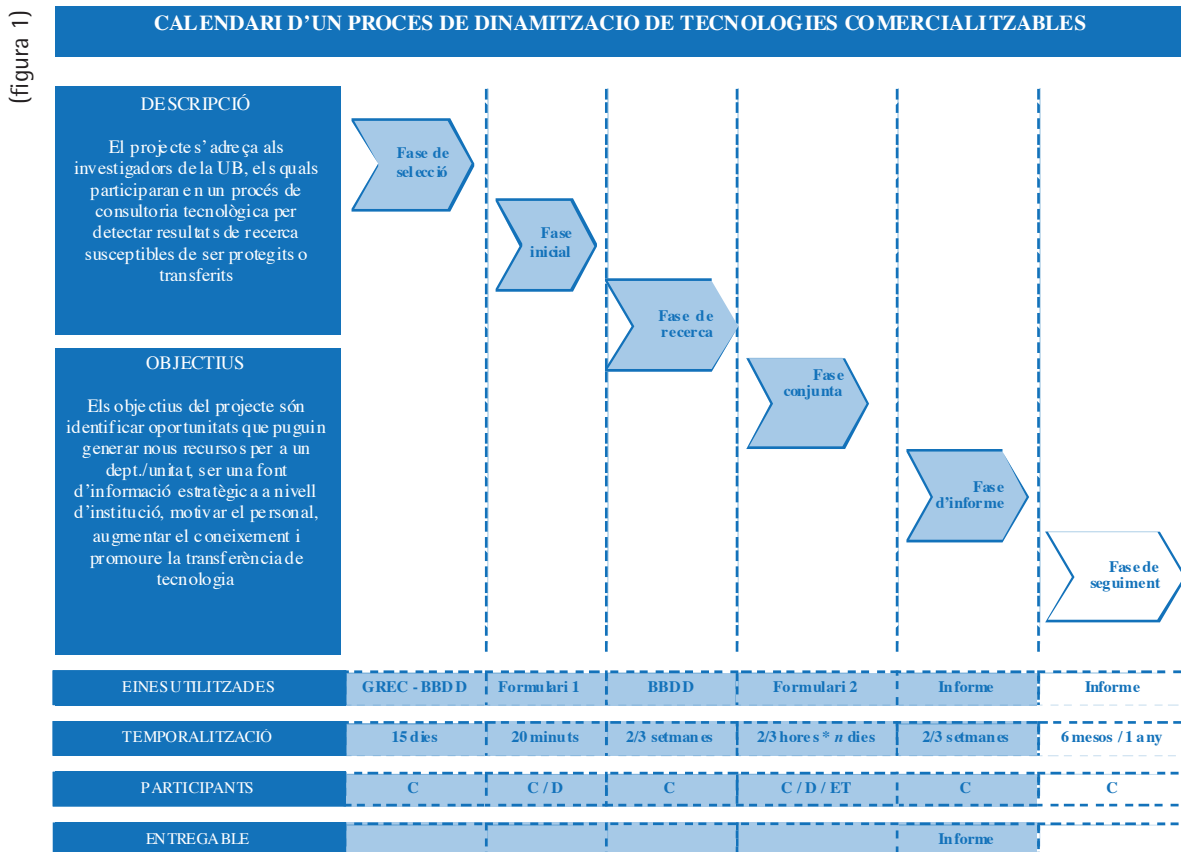 (figura 1)
CALENDARI D'UN PROCES DE DINAMITZACIO DE TECNOLOGIES COMERCIALITZABLES
DESCRIPCIÓ
El projecte s'adreça als
investigadors de la UB, els quals
participaran en un procés de
consultoria tecnològica per
detectar resultats de recerca
susceptibles de ser protegits o
transferits
OBJECTIUS
Els objectius del projecte són
identificar oportunitats que puguin
generar nous recursos per a un
dept./unitat, ser una font
d'informació estratègica a nivell
d'institució, motivar el personal,
augmentar el coneixement i
promoure la transferència de
tecnologia
Fase de
selecció
Fase
inicial
Fase de
recerca
Fase
conjunta
Fase
d'informe
Fase de
seguiment
EINES UTILITZADES GREC - BBDD Formulari 1 BBDD Formulari 2 Informe Informe
TEMPORALITZACIÓ 15 dies 20 minuts 2/3 setmanes 2/3 hores * n dies 2/3 setmanes 6 mesos / 1 any
PARTICIPANTS C C / D C C / D / ET C C
ENTREGABLE Informe